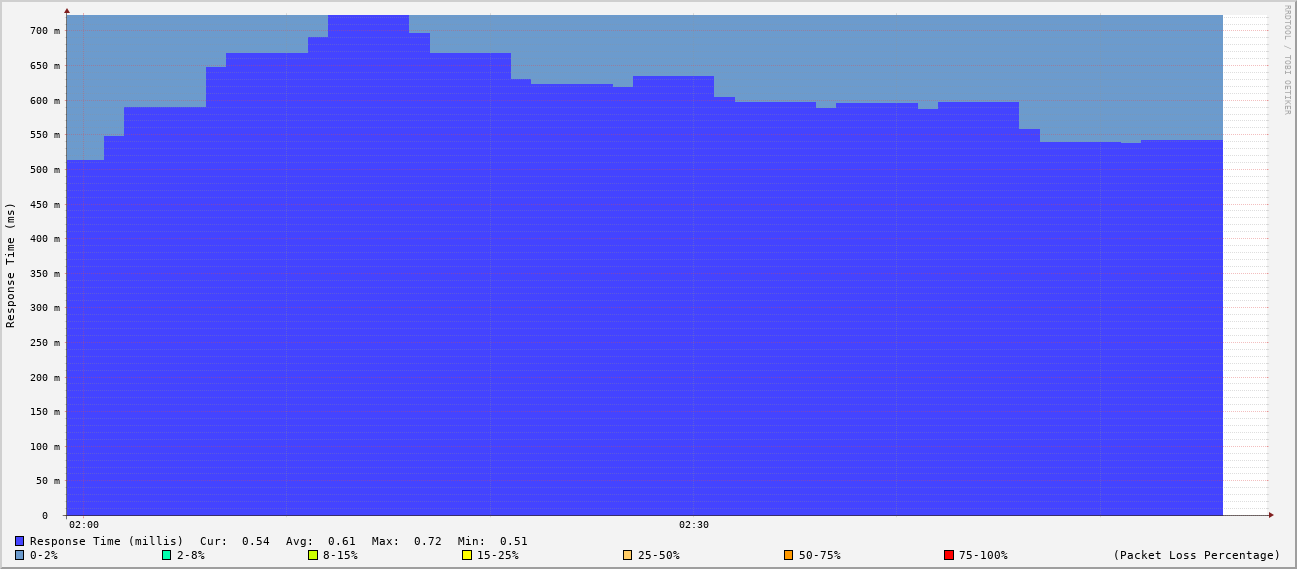 RRDTOOL / TOBI OETIKER
Response Time (ms)
700 m
650 m
600 m
550 m
500 m
450 m
400 m
350 m
300 m
250 m
200 m
150 m
100 m
50 m
0
02:00 02:30
Response Time (millis) Cur: 0.54 Avg: 0.61 Max: 0.72 Min: 0.51
0-2% 2-8% 8-15% 15-25% 25-50% 50-75% 75-100% (Packet Loss Percentage)